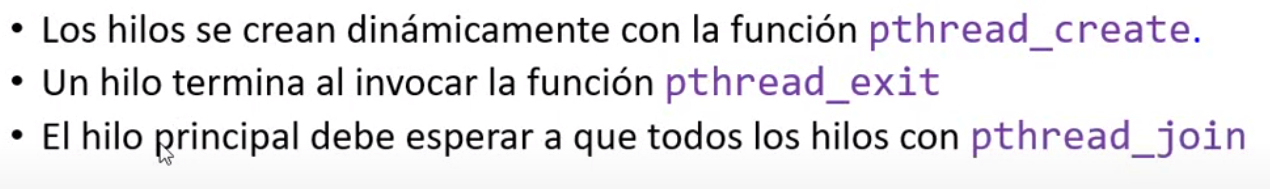 • Los hilos se crean dinámicamente con la función pthread_create.
• Un hilo termina al invocar la función pthread_exit
• El hilo principal debe esperar a que todos los hilos con pthread_join